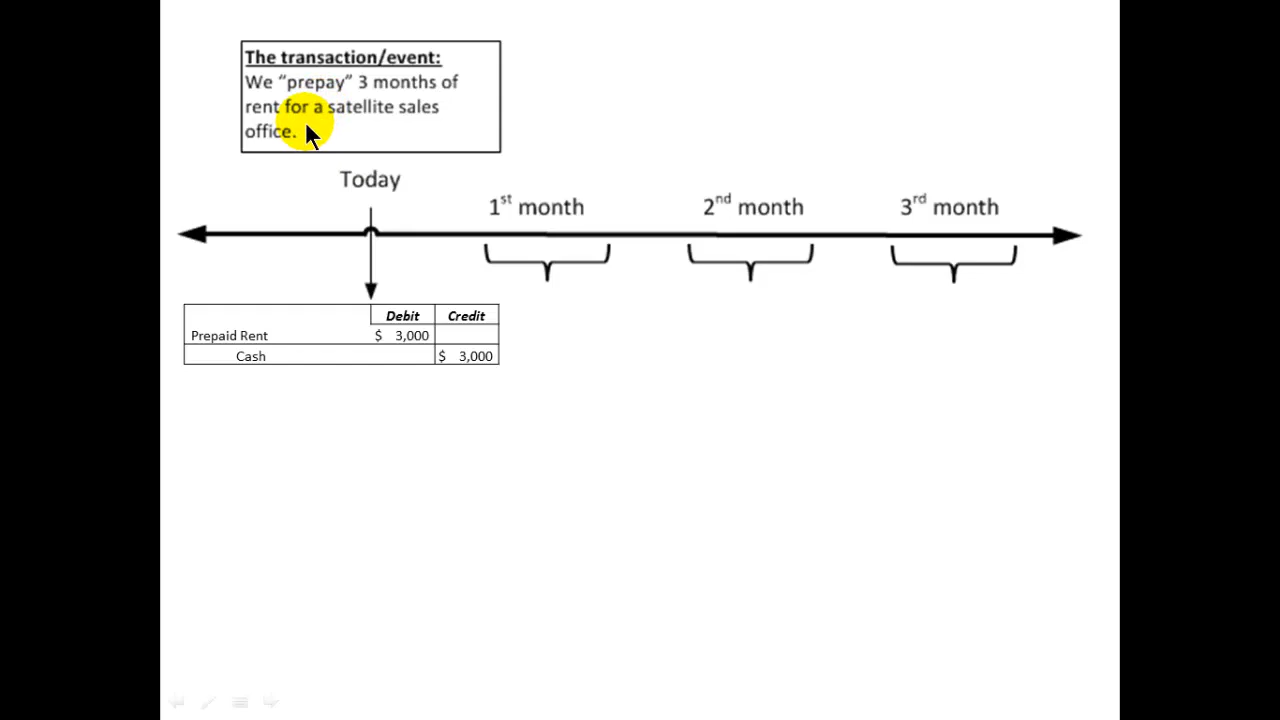 The transaction/event:
We “prepay” 3 months of
rent for a satellite sales
office.
Today
1st month
2nd month
3rd month
Debit Credit
Prepaid Rent $ 3,000
Cash $ 3,000